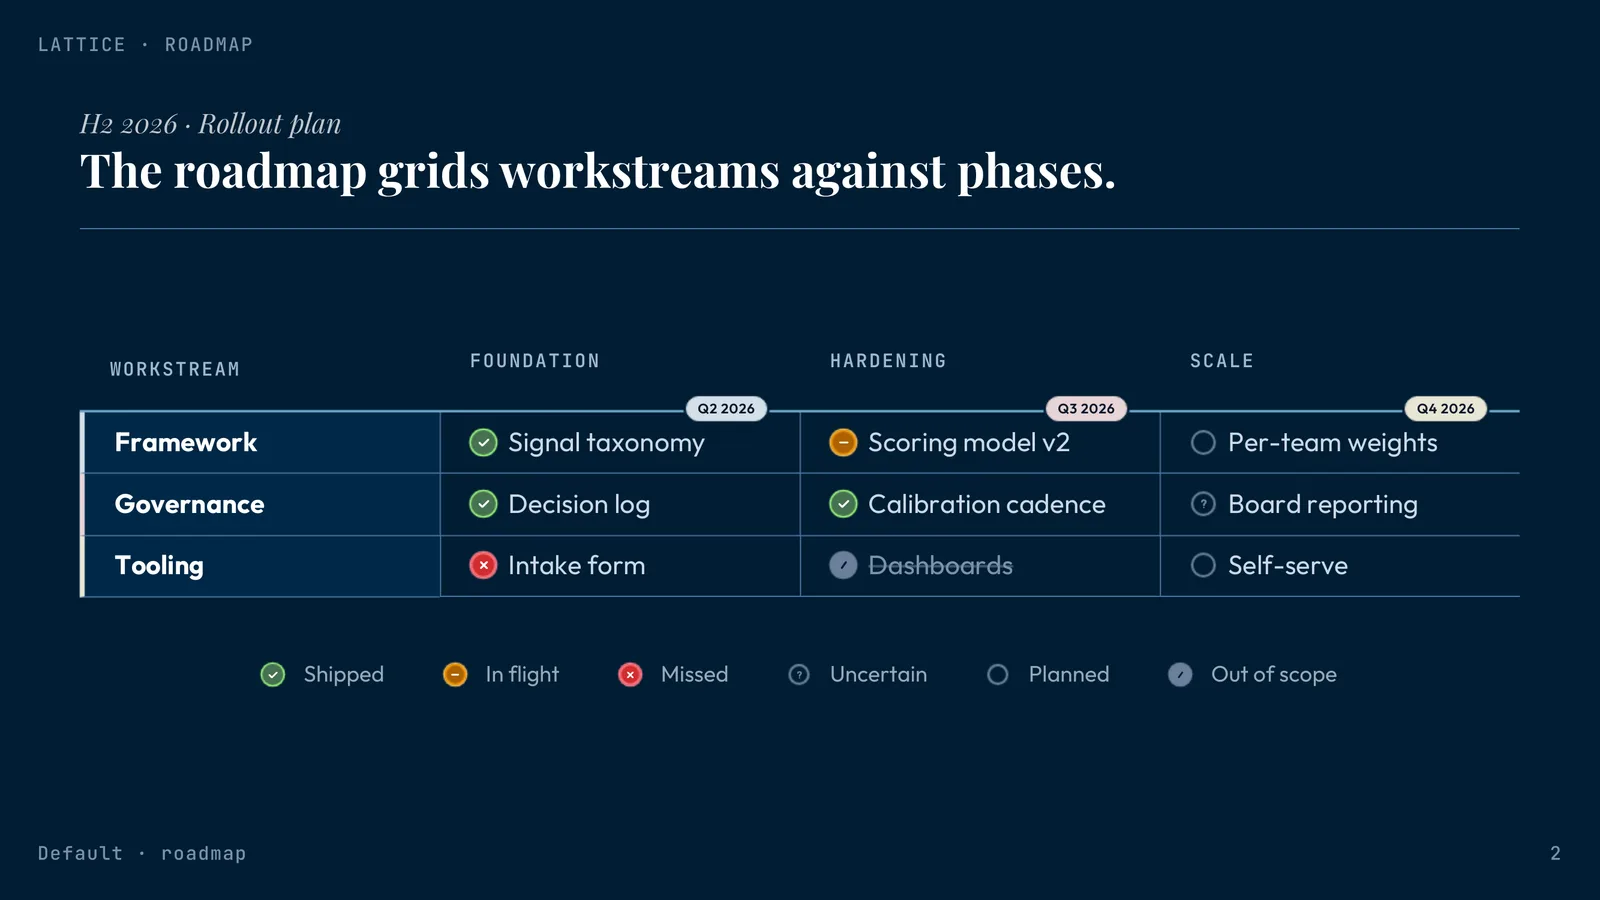 LATTICE · ROADMAP
H2 2026 · Rollout plan
The roadmap grids workstreams against phases.
WORKSTREAM FOUNDATION HARDENING SCALE
Q2 2026 Q3 2026 Q4 2026
Framework Signal taxonomy Scoring model v2 Per-team weights
Governance Decision log Calibration cadence ? Board reporting
Tooling Intake form Dashboards Self-serve
Shipped In flight Missed ? Uncertain Planned Out of scope
Default · roadmap 2